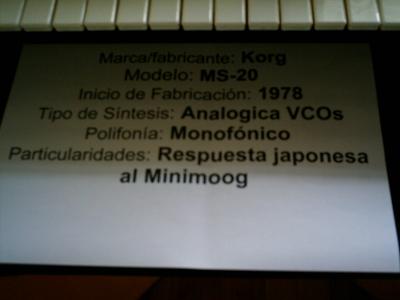 Marca/fabricante: Korg
Modelo: MS-20
Inicio de Fabricación: 1978
Tipo de Síntesis: Analogica VCOs
Polifonía: Monofónico
Particularidades: Respuesta japonesa
al Minimoog